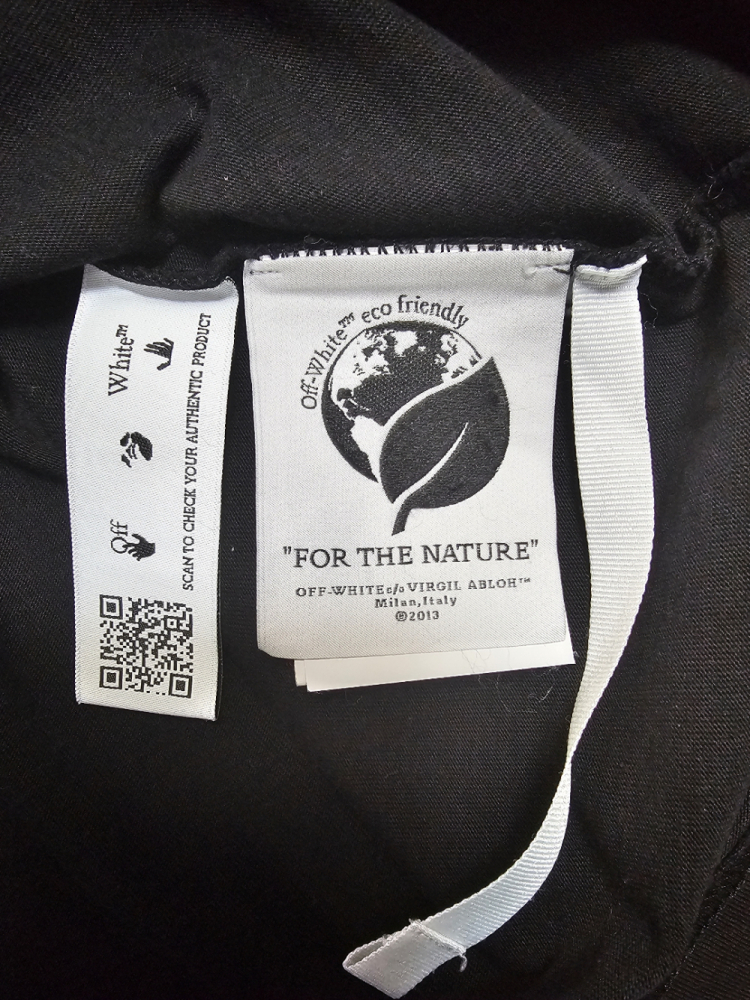 Off White™
SCAN TO CHECK YOUR AUTHENTIC PRODUCT
Off-White™ eco friendly
"FOR THE NATURE"
OFF-WHITE c/o VIRGIL ABLOH™
Milan, Italy
©2013